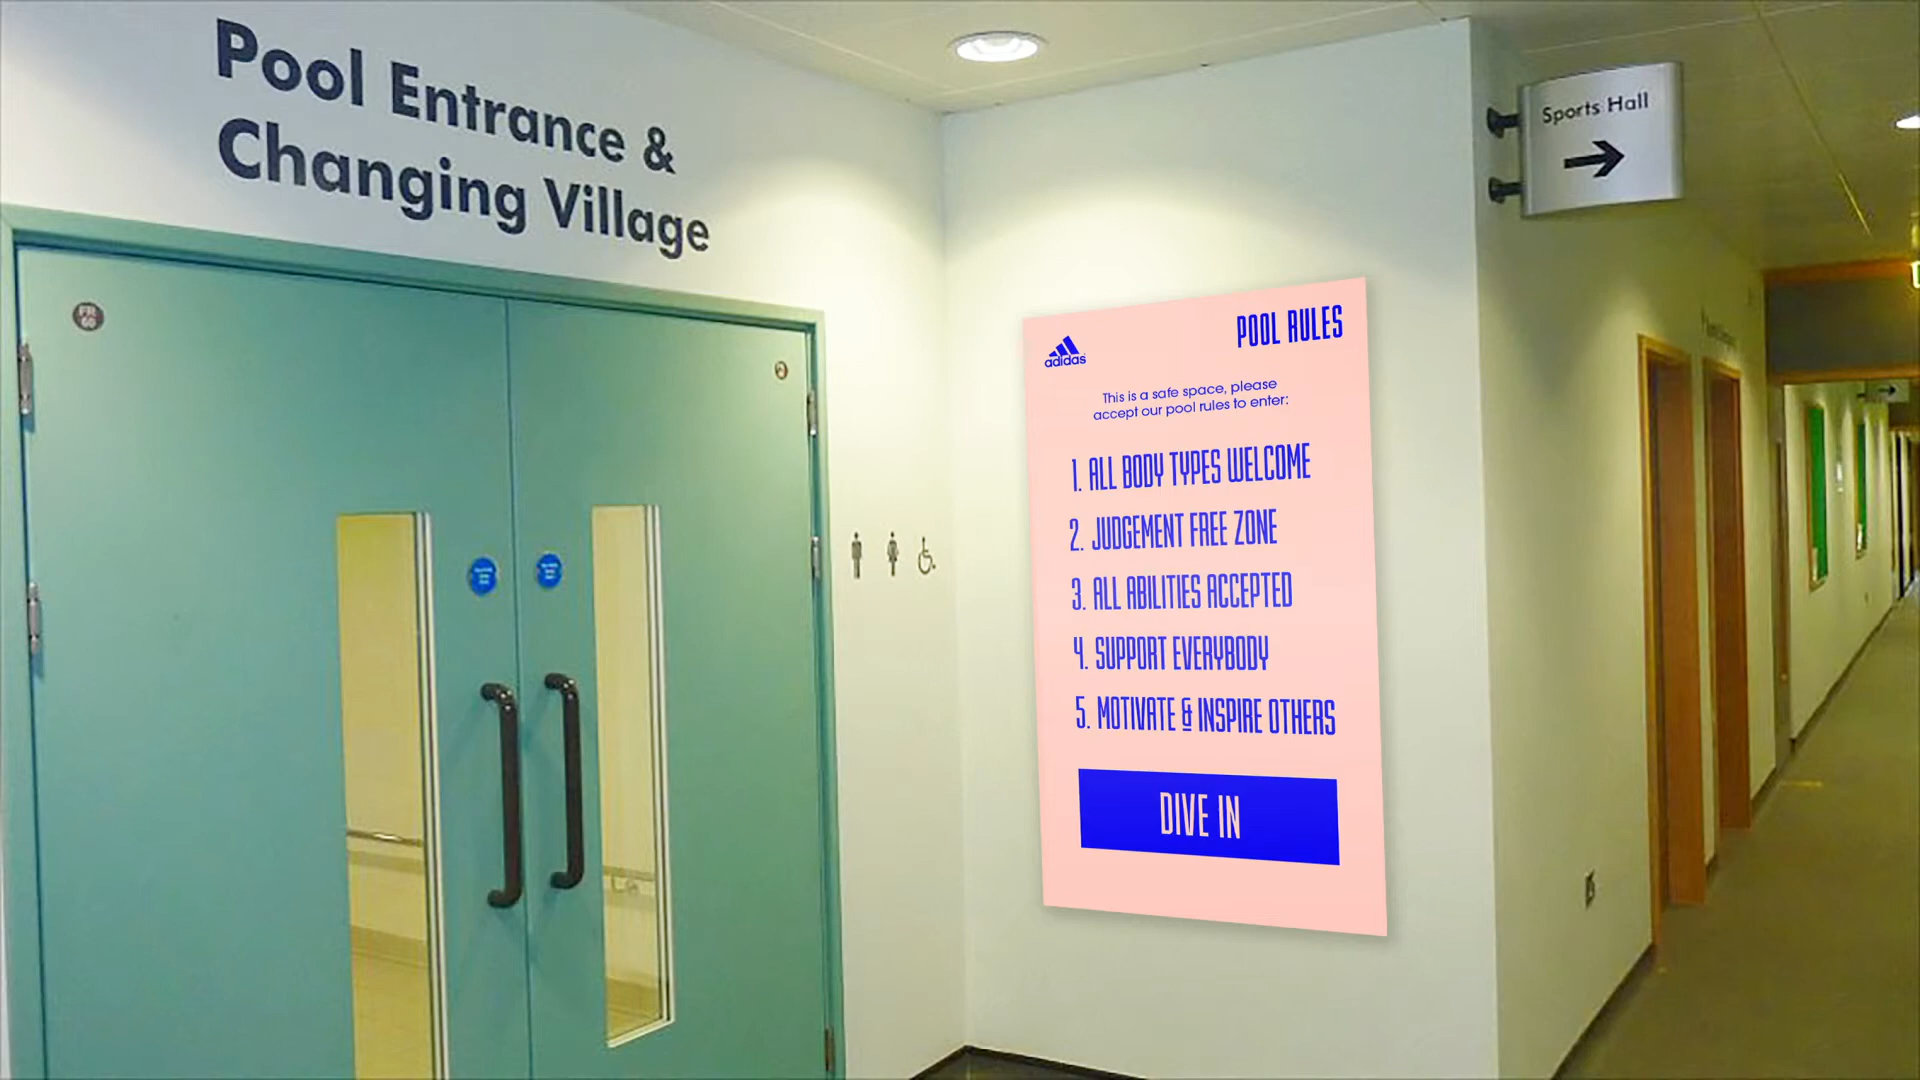 Pool Entrance &
Changing Village
Sports Hall
adidas
POOL RULES
This is a safe space, please
accept our pool rules to enter:
1. ALL BODY TYPES WELCOME
2. JUDGEMENT FREE ZONE
3. ALL ABILITIES ACCEPTED
4. SUPPORT EVERYBODY
5. MOTIVATE & INSPIRE OTHERS
DIVE IN